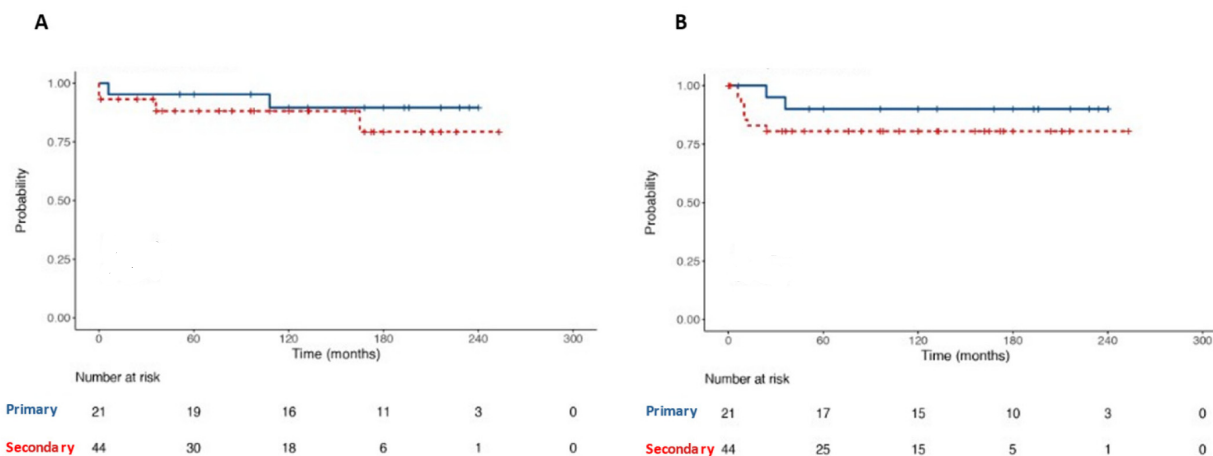 A
1.00
0.75
0.50
0.25
0.00
Probability
0 60 120 180 240 300
Time (months)
Number at risk
Primary 21 19 16 11 3 0
Secondary 44 30 18 6 1 0
B
1.00
0.75
0.50
0.25
0.00
Probability
0 60 120 180 240 300
Time (months)
Number at risk
Primary 21 17 15 10 3 0
Secondary 44 25 15 5 1 0